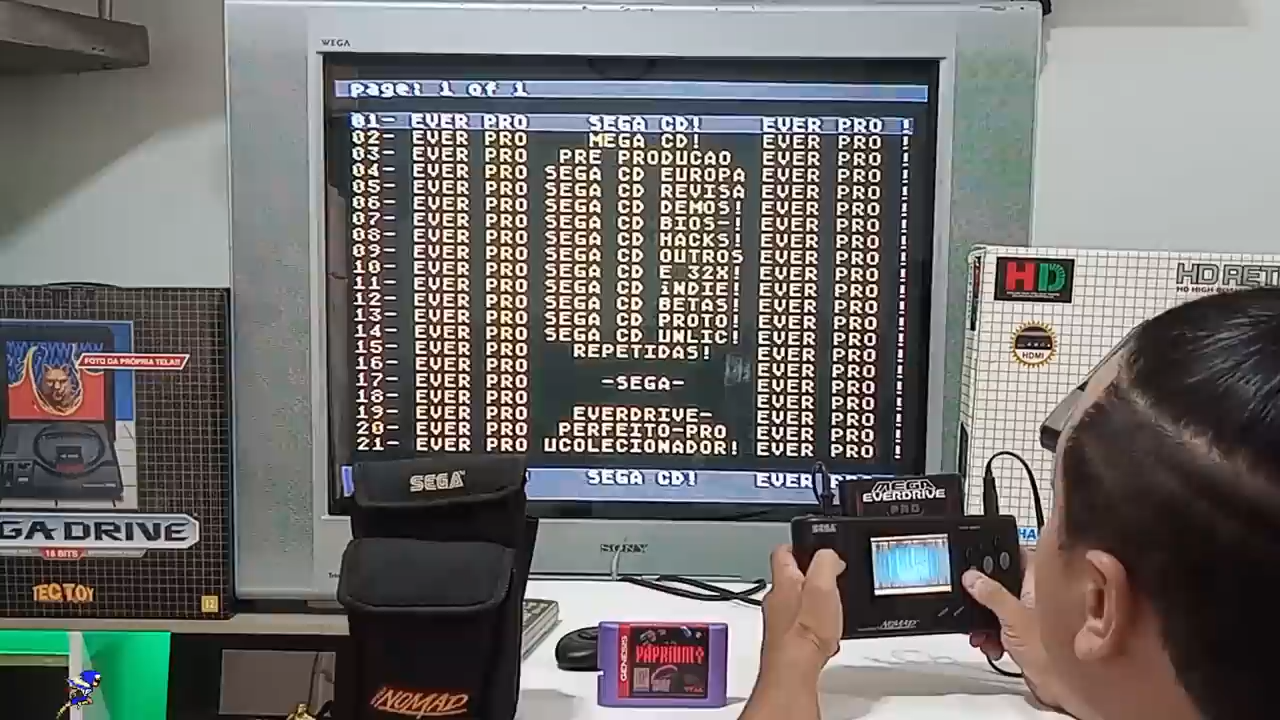 WEGA
page: 1 of 1
01- EVER PRO SEGA CD! EVER PRO !
02- EVER PRO MEGA CD! EVER PRO !
03- EVER PRO PRE PRODUCAO EVER PRO !
04- EVER PRO SEGA CD EUROPA EVER PRO !
05- EVER PRO SEGA CD REVISA EVER PRO !
06- EVER PRO SEGA CD DEMOS! EVER PRO !
07- EVER PRO SEGA CD BIOS-! EVER PRO !
08- EVER PRO SEGA CD HACKS! EVER PRO !
09- EVER PRO SEGA CD OUTROS EVER PRO !
10- EVER PRO SEGA CD E 32X! EVER PRO !
11- EVER PRO SEGA CD iNDIE! EVER PRO !
12- EVER PRO SEGA CD BETAS! EVER PRO !
13- EVER PRO SEGA CD PROTO! EVER PRO !
14- EVER PRO SEGA CD UNLIC! EVER PRO !
15- EVER PRO REPETIDAS! EVER PRO !
16- EVER PRO EVER PRO !
17- EVER PRO -SEGA- EVER PRO !
18- EVER PRO EVER PRO !
19- EVER PRO EVERDRIVE- EVER PRO !
20- EVER PRO PERFEITO-PRO EVER PRO !
21- EVER PRO UCOLECIONADOR! EVER PRO !
SEGA CD! EVER PRO
SONY
FOTO DA PRÓPRIA TELA!!
GA DRIVE
16 BITS
TECTOY
12
SEGA
NOMAD
GENESIS
PAPRIUM
MEGA
EVERDRIVE
PRO
SEGA
NOMAD
HD
HD RET
HDMI